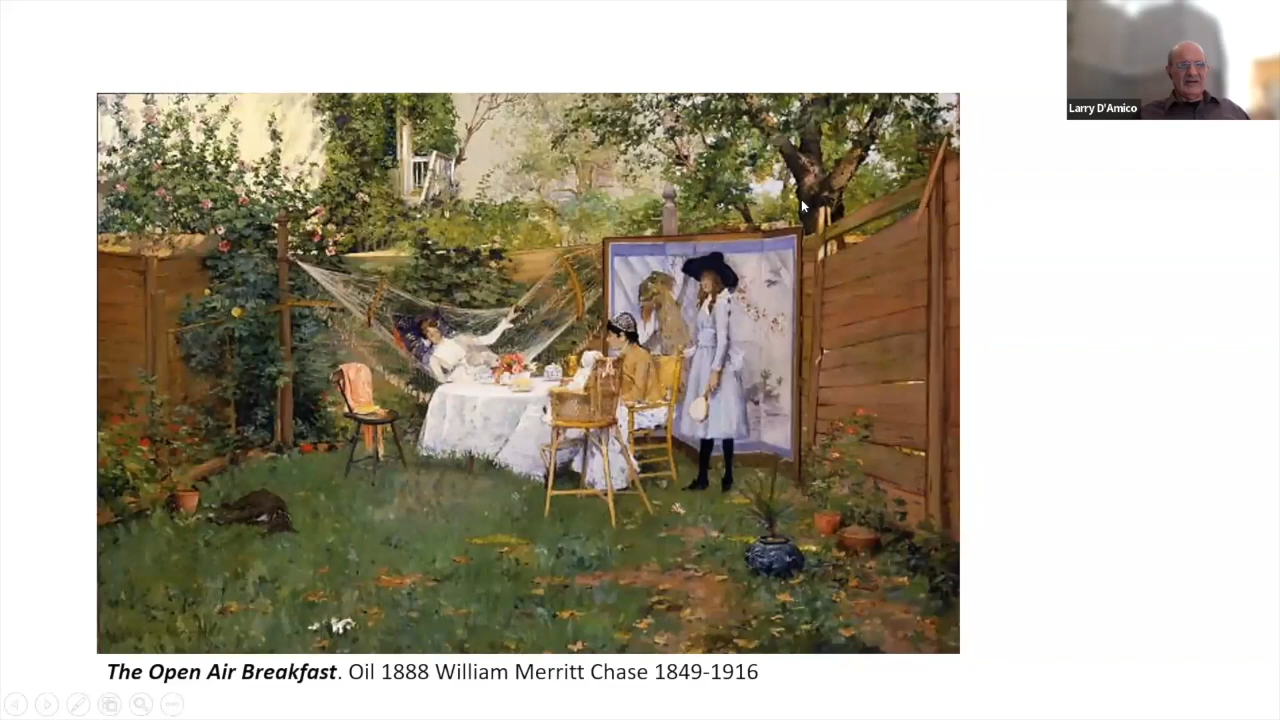 Larry D'Amico
The Open Air Breakfast. Oil 1888 William Merritt Chase 1849-1916